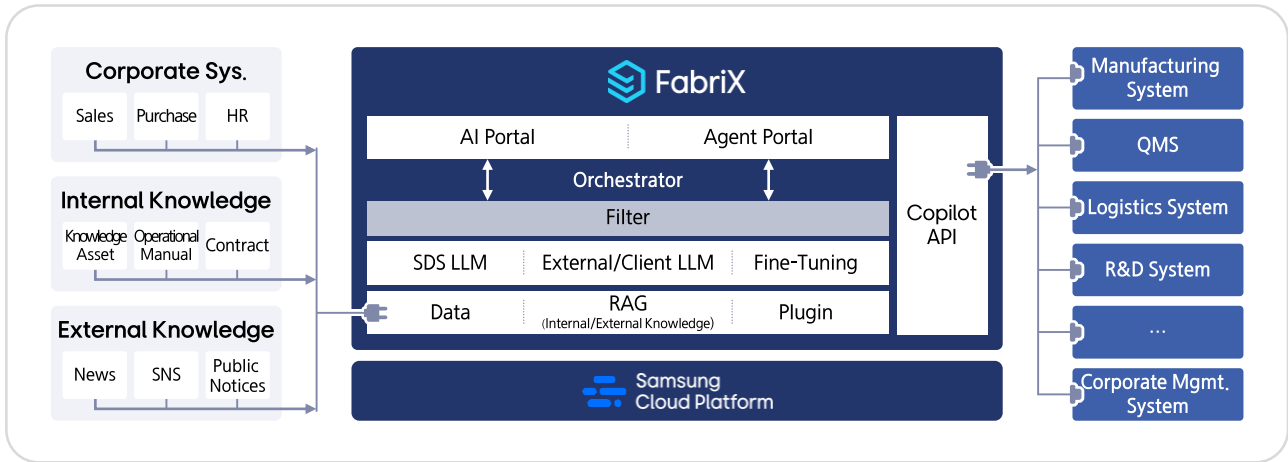 Corporate Sys.
Sales
Purchase
HR
Internal Knowledge
Knowledge
Asset
Operational
Manual
Contract
External Knowledge
News
SNS
Public
Notices
FabriX
AI Portal
Agent Portal
Orchestrator
Filter
SDS LLM
External/Client LLM
Fine-Tuning
Data
RAG
(Internal/External Knowledge)
Plugin
Copilot
API
Samsung
Cloud Platform
Manufacturing
System
QMS
Logistics System
R&D System
...
Corporate Mgmt.
System